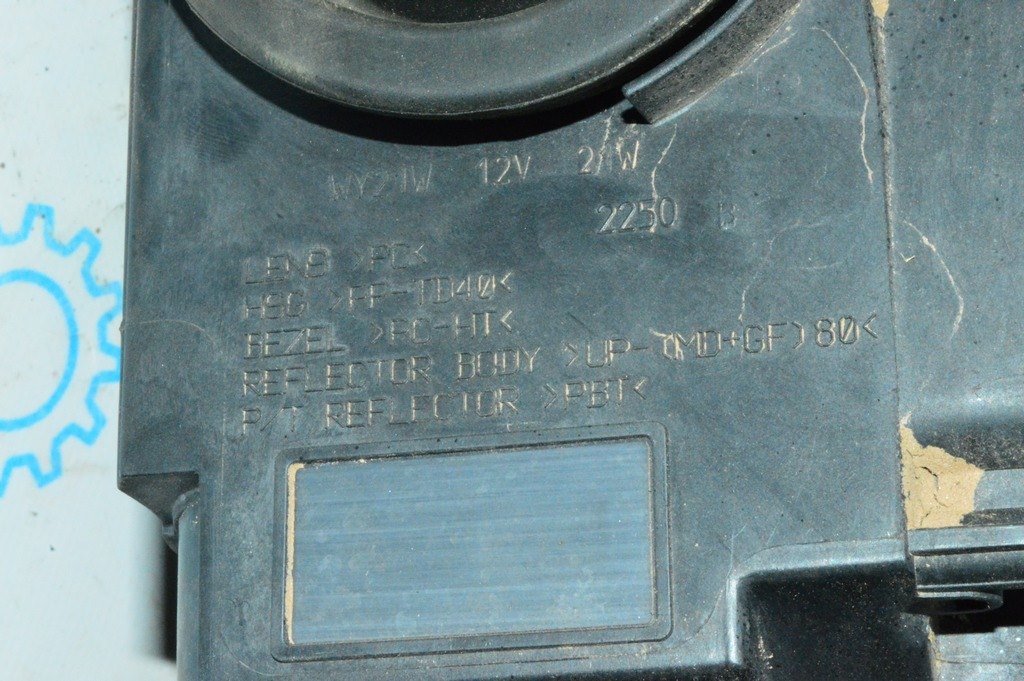 WY21W 12V 21W
2250 B
LENS >PC<
HSG >PP-TD40<
BEZEL >PC-HT<
REFLECTOR BODY >UP-(MD+GF)80<
P/T REFLECTOR >PBT<